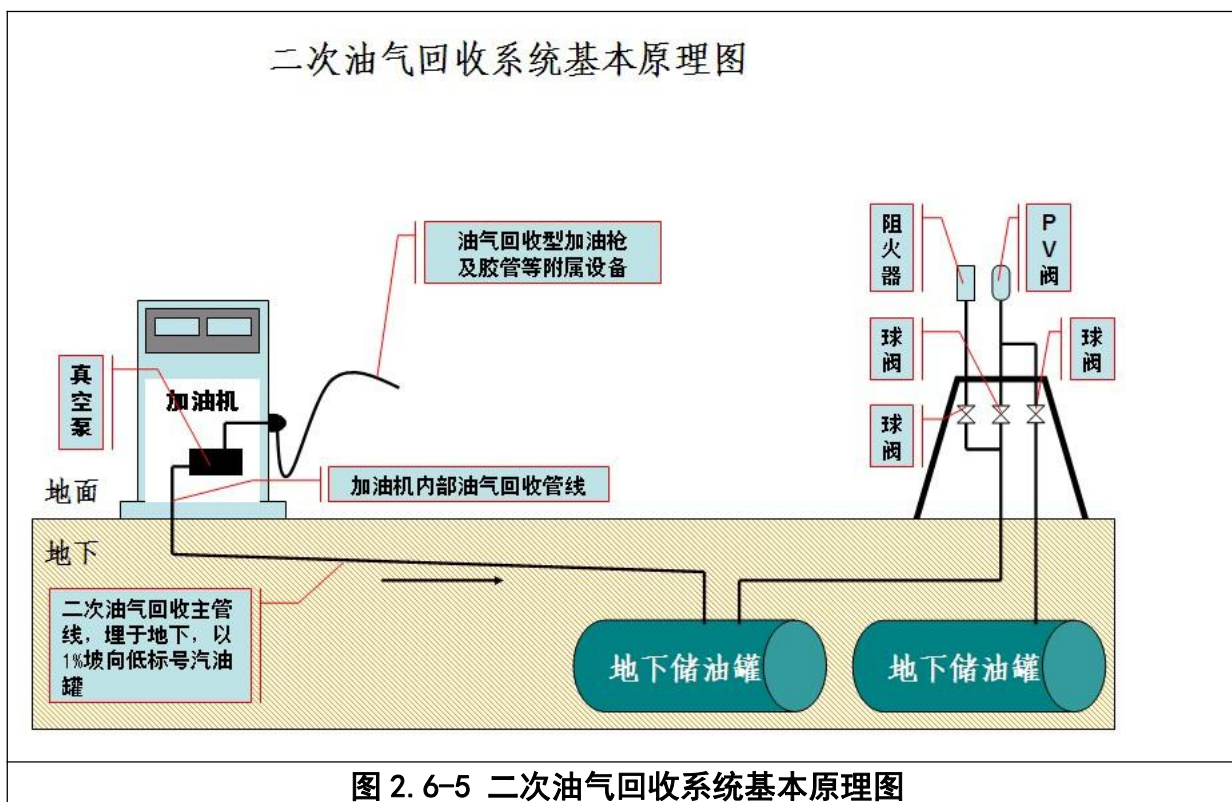 二次油气回收系统基本原理图
阻
火
器
P
V
阀
油气回收型加油枪
及胶管等附属设备
球
阀
球
阀
真
空
泵
加油机
球
阀
地面
加油机内部油气回收管线
地下
二次油气回收主管
线，埋于地下，以
1%坡向低标号汽油
罐
地下储油罐
地下储油罐
图 2.6-5 二次油气回收系统基本原理图